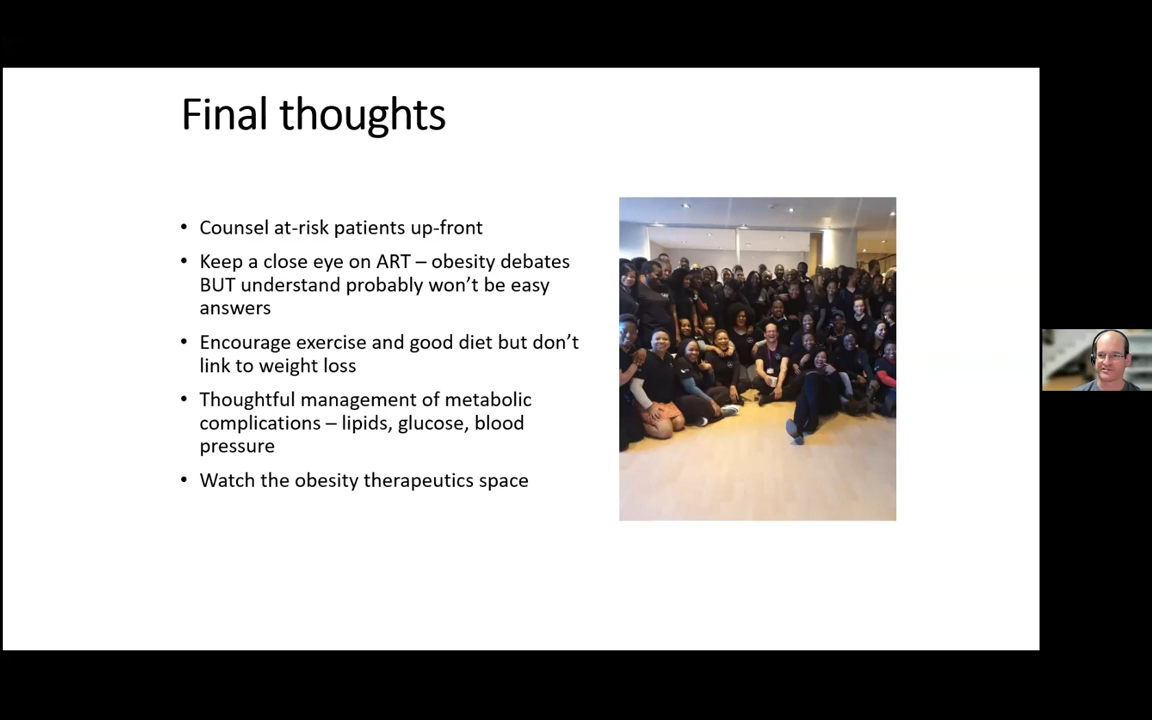 Final thoughts
• Counsel at-risk patients up-front
• Keep a close eye on ART – obesity debates
BUT understand probably won’t be easy
answers
• Encourage exercise and good diet but don’t
link to weight loss
• Thoughtful management of metabolic
complications – lipids, glucose, blood
pressure
• Watch the obesity therapeutics space